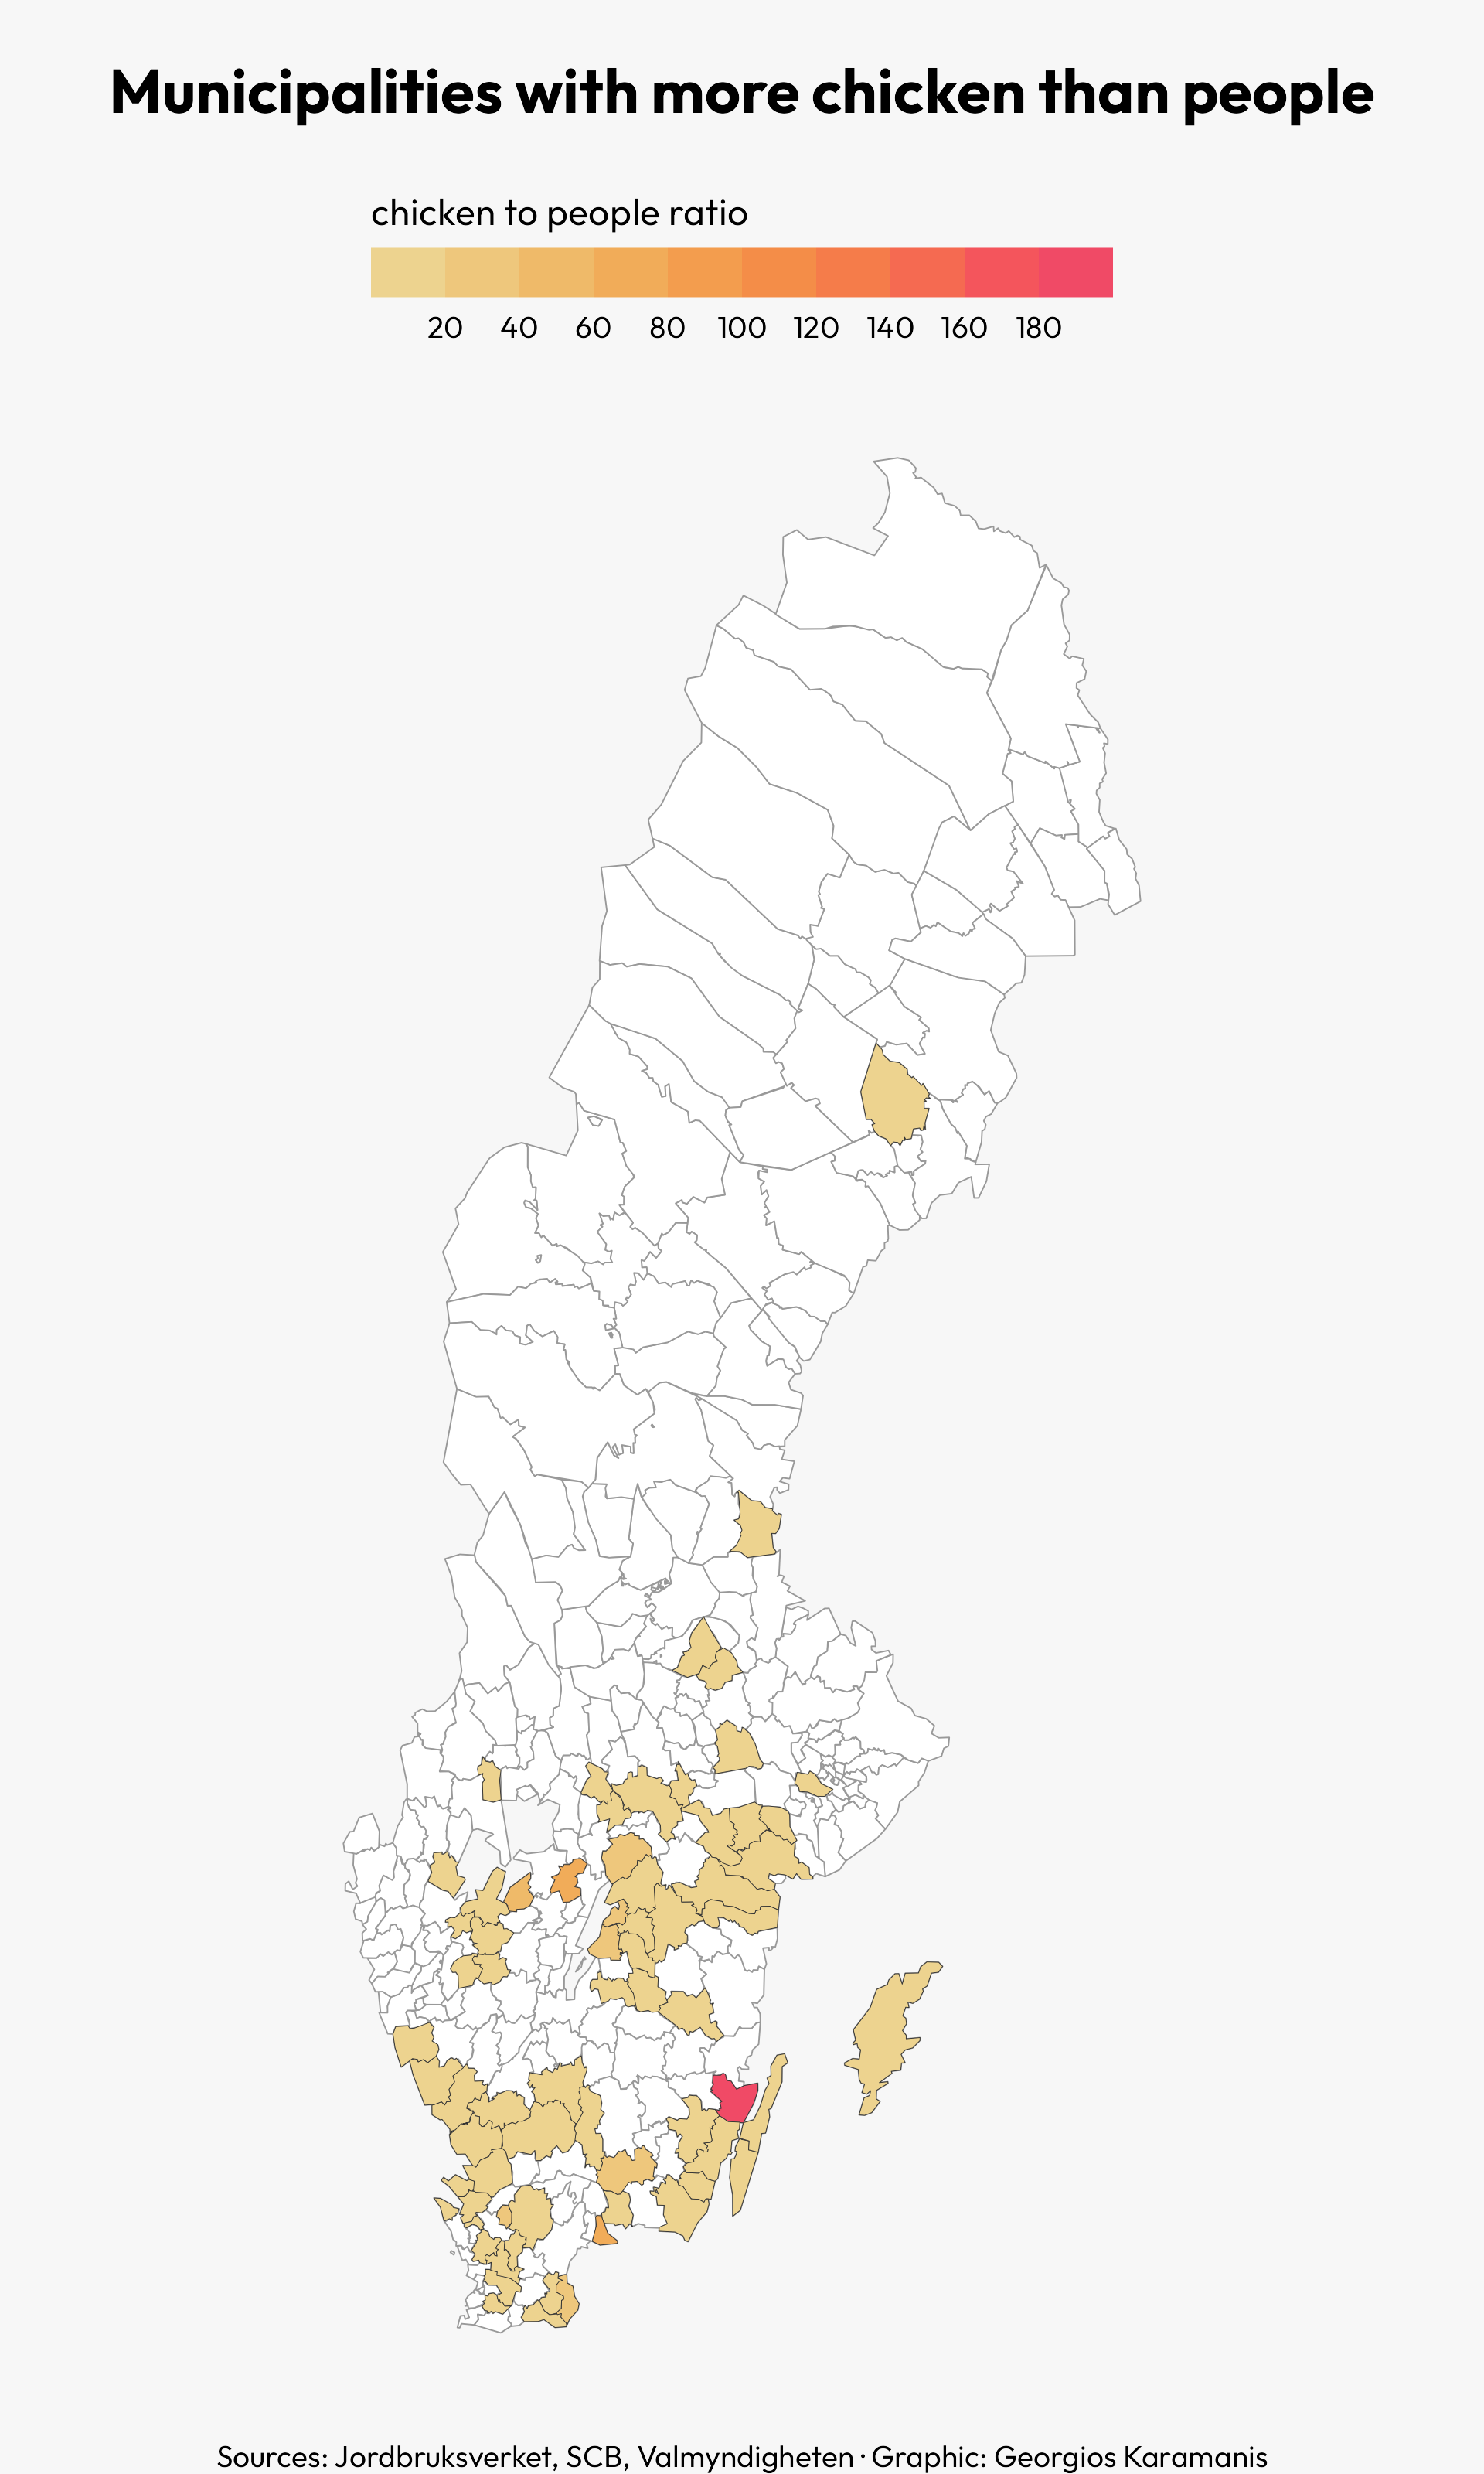 Municipalities with more chicken than people
chicken to people ratio
20 40 60 80 100 120 140 160 180
Sources: Jordbruksverket, SCB, Valmyndigheten · Graphic: Georgios Karamanis